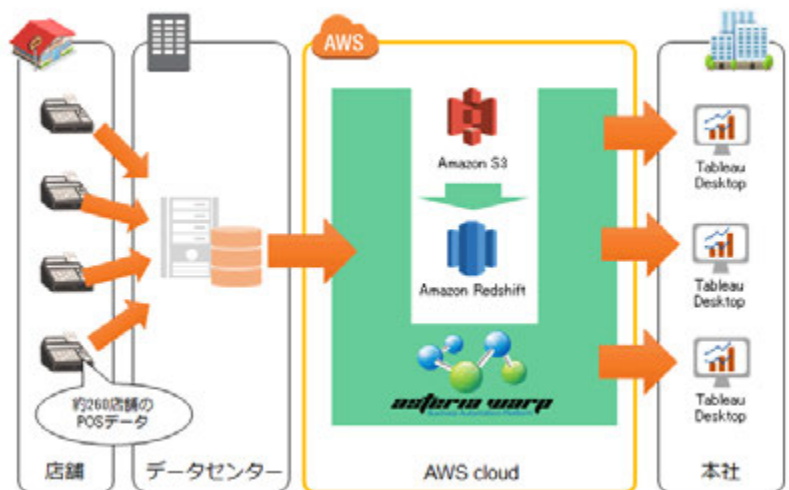 AWS
Amazon S3
Amazon Redshift
asteria warp
Tableau
Desktop
Tableau
Desktop
Tableau
Desktop
約260店舗の
POSデータ
店舗
データセンター
AWS cloud
本社